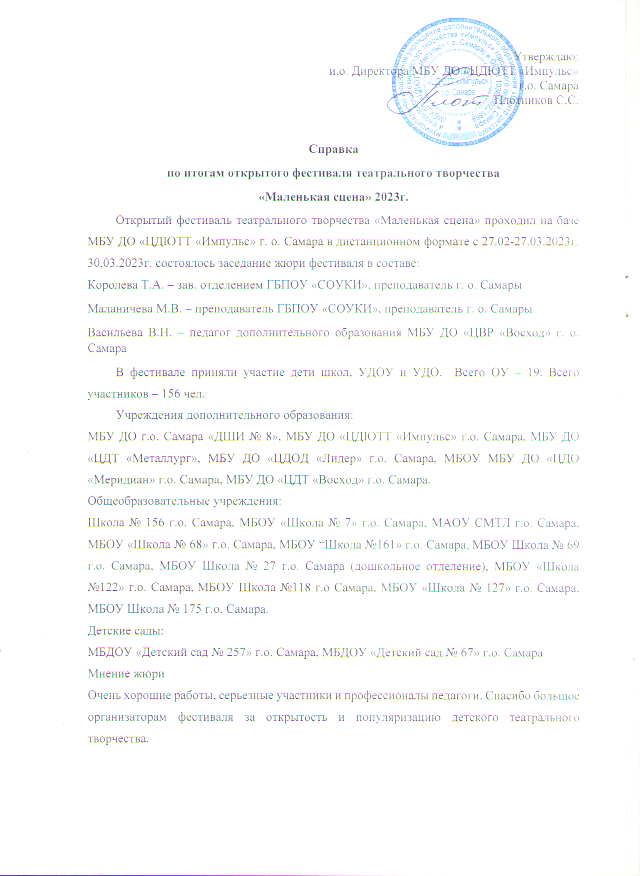 Утверждаю:
и.о. Директора МБУ ДО «ЦДЮТТ «Импульс»
г.о. Самара
Плотников С.С.
Справка
по итогам открытого фестиваля театрального творчества
«Маленькая сцена» 2023г.
Открытый фестиваль театрального творчества «Маленькая сцена» проходил на базе
МБУ ДО «ЦДЮТТ «Импульс» г. о. Самара в дистанционном формате с 27.02-27.03.2023г.
30.03.2023г. состоялось заседание жюри фестиваля в составе:
Королева Т.А. – зав. отделением ГБПОУ «СОУКИ», преподаватель г. о. Самары
Маланичева М.В. – преподаватель ГБПОУ «СОУКИ», преподаватель г. о. Самары
Васильева В.Н. – педагог дополнительного образования МБУ ДО «ЦВР «Восход» г. о.
Самара
В фестивале приняли участие дети школ, УДОУ и УДО. Всего ОУ – 19. Всего
участников – 156 чел.
Учреждения дополнительного образования:
МБУ ДО г.о. Самара «ДШИ № 8», МБУ ДО «ЦДЮТТ «Импульс» г.о. Самара, МБУ ДО
«ЦДТ «Металлург», МБУ ДО «ЦДОД «Лидер» г.о. Самара, МБОУ МБУ ДО «ЦДО
«Меридиан» г.о. Самара, МБУ ДО «ЦДТ «Восход» г.о. Самара.
Общеобразовательные учреждения:
Школа № 156 г.о. Самара, МБОУ «Школа № 7» г.о. Самара, МАОУ СМТЛ г.о. Самара.
МБОУ «Школа № 68» г.о. Самара, МБОУ “Школа №161» г.о. Самара, МБОУ Школа № 69
г.о. Самара, МБОУ Школа № 27 г.о. Самара (дошкольное отделение), МБОУ «Школа
№122» г.о. Самара, МБОУ Школа №118 г.о Самара, МБОУ «Школа № 127» г.о. Самара.
МБОУ Школа № 175 г.о. Самара.
Детские сады:
МБДОУ «Детский сад № 257» г.о. Самара, МБДОУ «Детский сад № 67» г.о. Самара
Мнение жюри
Очень хорошие работы, серьезные участники и профессионалы педагоги. Спасибо большое
организаторам фестиваля за открытость и популяризацию детского театрального
творчества.